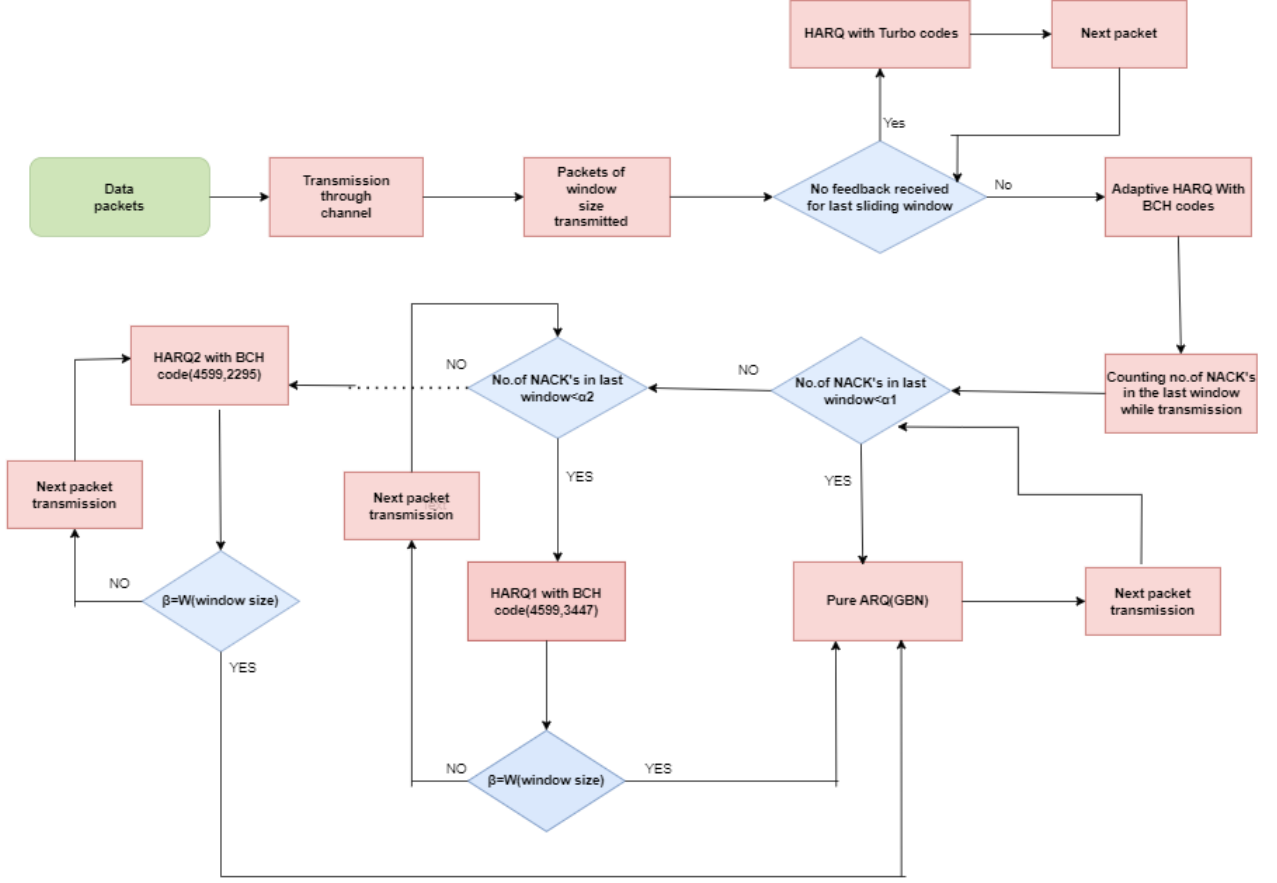 HARQ with Turbo codes
Next packet
Yes
Data
packets
Transmission
through
channel
Packets of
window
size
transmitted
No feedback received
for last sliding window
No
Adaptive HARQ With
BCH codes
HARQ2 with BCH
code(4599,2295)
NO
No.of NACK's in last
window<α2
NO
No.of NACK's in last
window<α1
Counting no.of NACK's
in the last window
while transmission
Next packet
transmission
Next packet
transmission
YES
YES
NO
β=W(window size)
HARQ1 with BCH
code(4599,3447)
Pure ARQ(GBN)
Next packet
transmission
YES
NO
β=W(window size)
YES